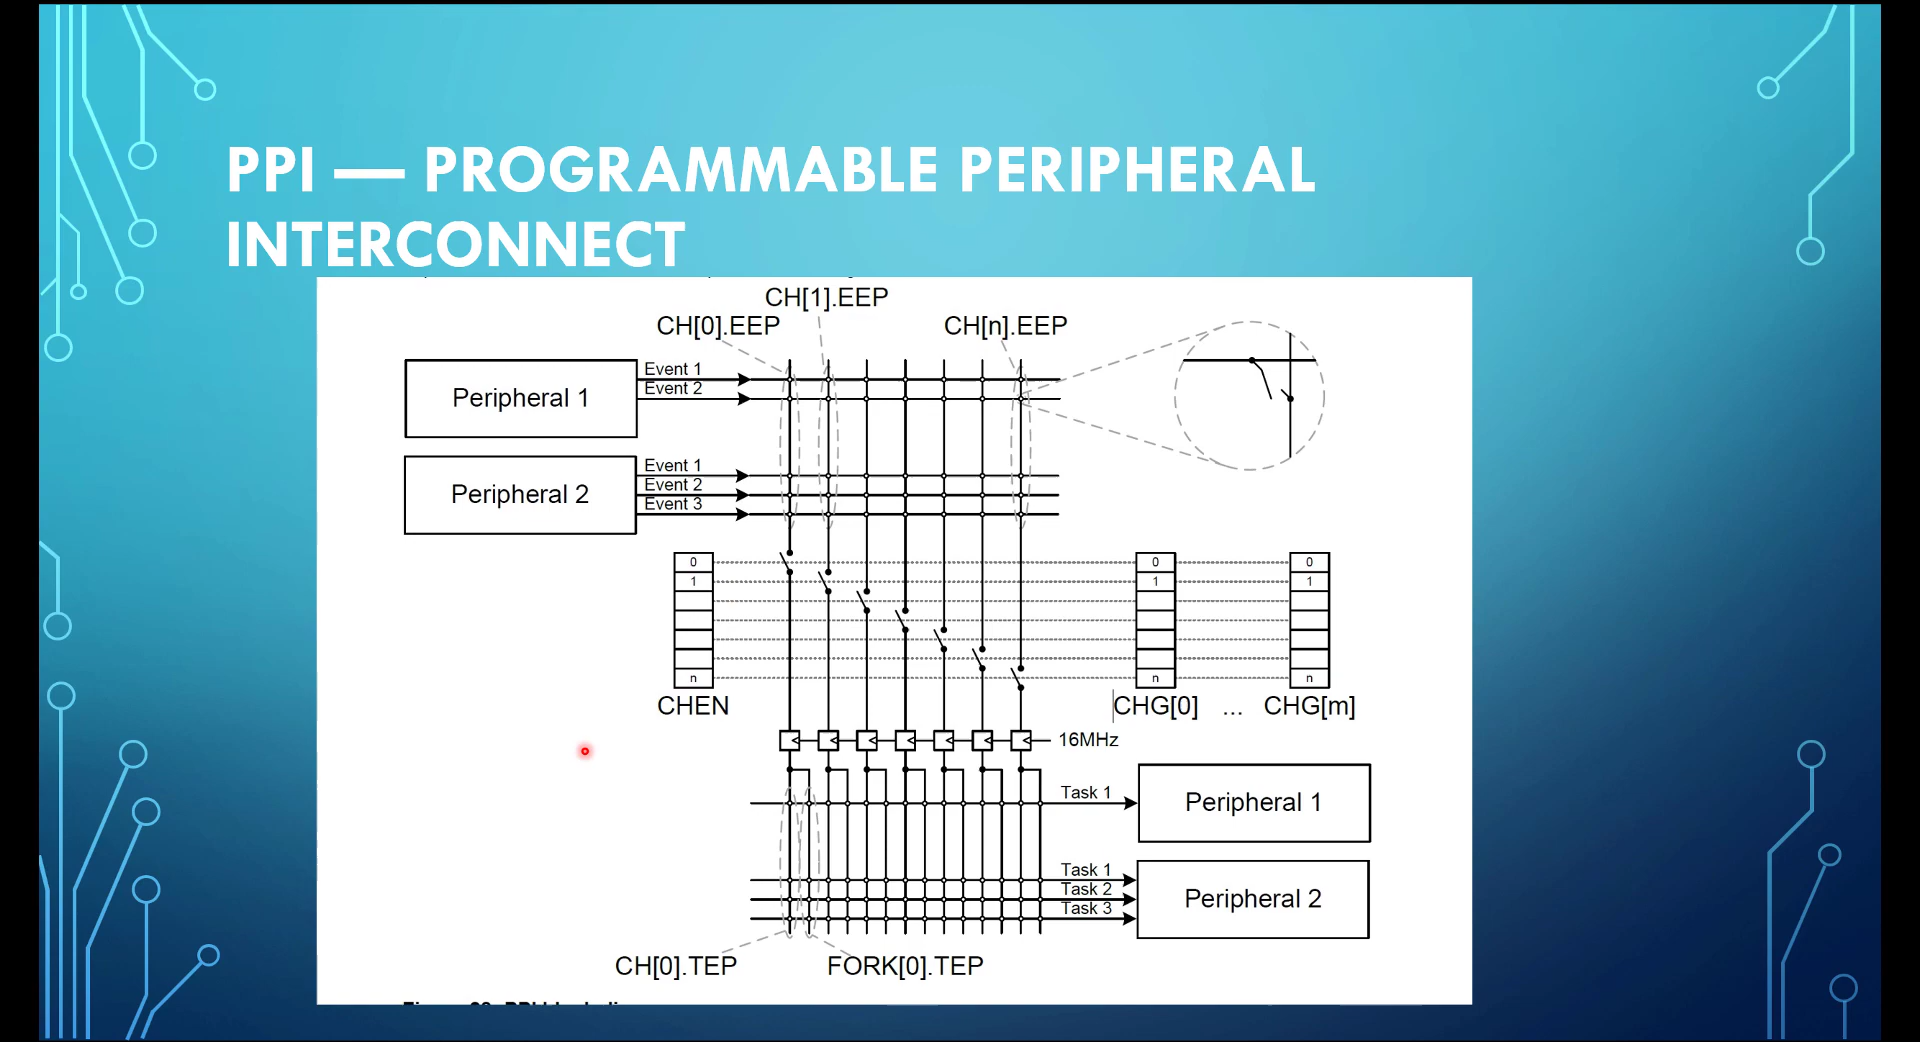 PPI — PROGRAMMABLE PERIPHERAL
INTERCONNECT
CH[1].EEP
CH[0].EEP
CH[n].EEP
Peripheral 1
Event 1
Event 2
Peripheral 2
Event 1
Event 2
Event 3
0
1
n
CHEN
0
1
n
CHG[0]
...
0
1
n
CHG[m]
16MHz
Task 1
Peripheral 1
Task 1
Task 2
Task 3
Peripheral 2
CH[0].TEP
FORK[0].TEP